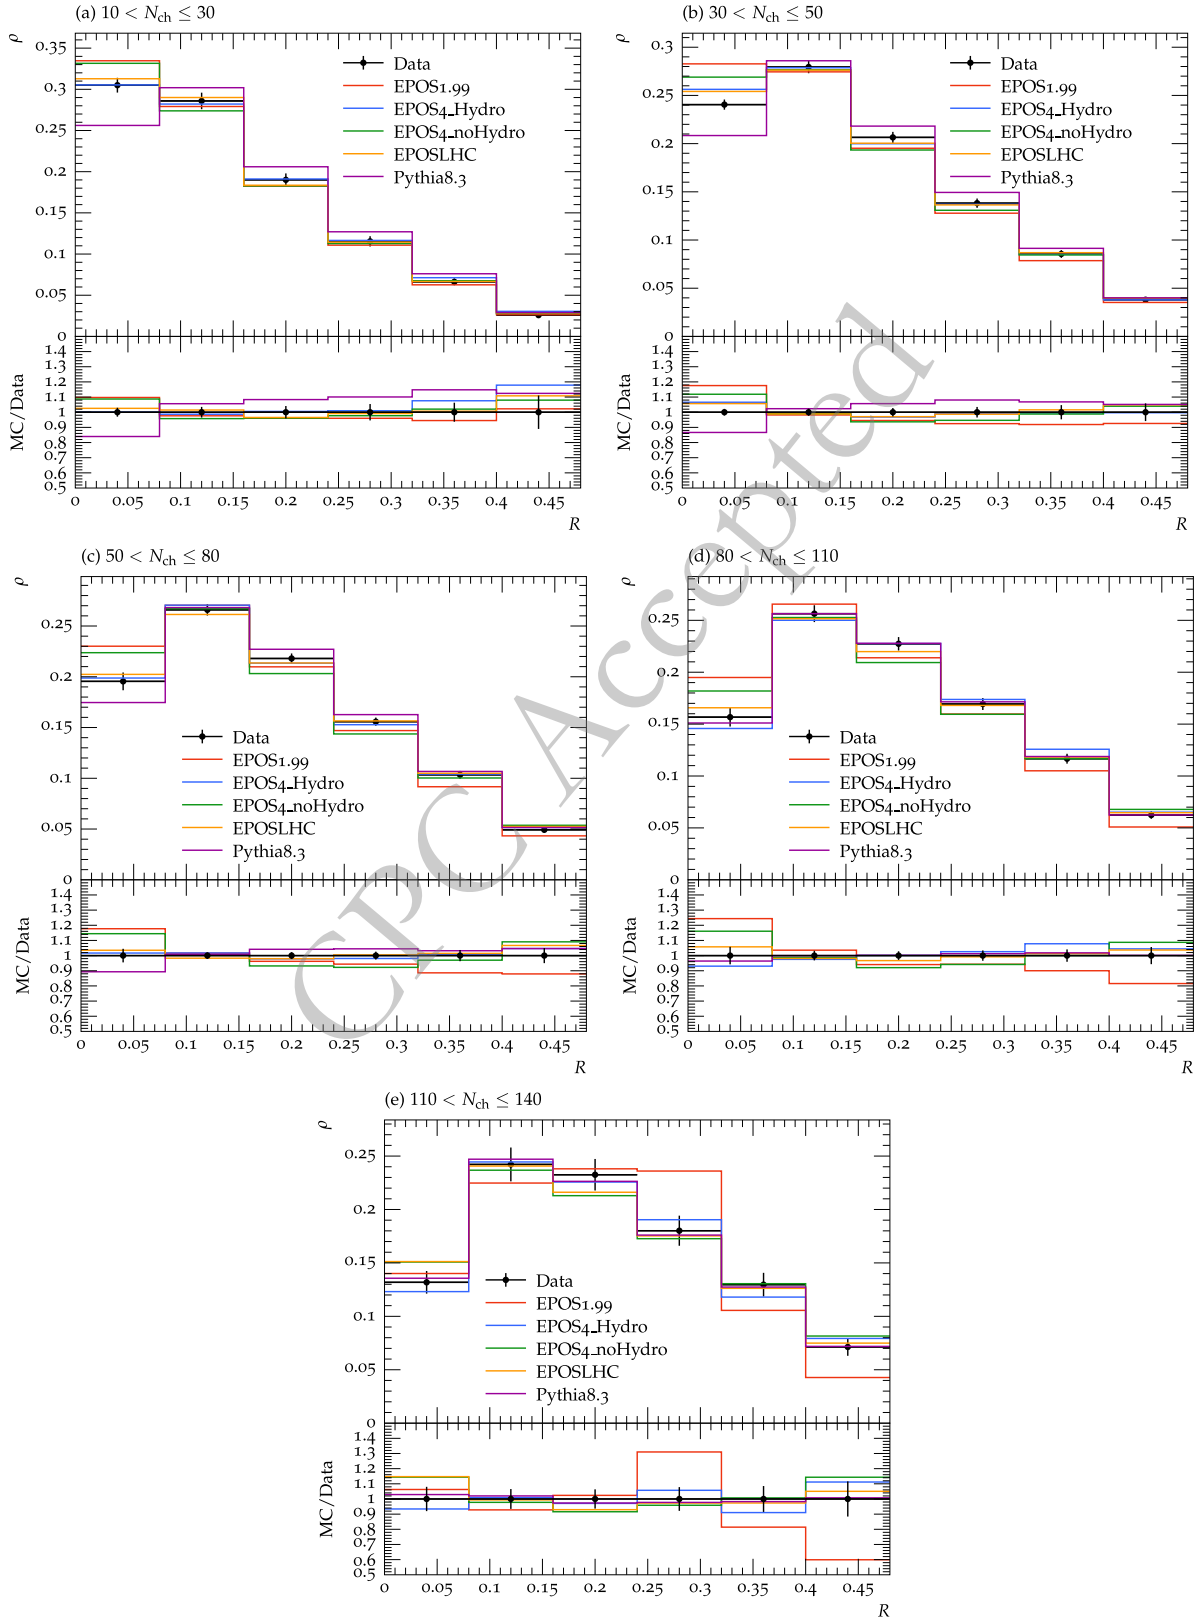 (a) 10 < Nch ≤ 30
ρ
0.35
0.3
0.25
0.2
0.15
0.1
0.05
0
Data
EPOS1.99
EPOS4_Hydro
EPOS4_noHydro
EPOSLHC
Pythia8.3
MC/Data
1.4
1.3
1.2
1.1
1
0.9
0.8
0.7
0.6
0.5
0 0.05 0.1 0.15 0.2 0.25 0.3 0.35 0.4 0.45
R
(b) 30 < Nch ≤ 50
ρ
0.3
0.25
0.2
0.15
0.1
0.05
0
Data
EPOS1.99
EPOS4_Hydro
EPOS4_noHydro
EPOSLHC
Pythia8.3
MC/Data
1.4
1.3
1.2
1.1
1
0.9
0.8
0.7
0.6
0.5
0 0.05 0.1 0.15 0.2 0.25 0.3 0.35 0.4 0.45
R
(c) 50 < Nch ≤ 80
ρ
0.25
0.2
0.15
0.1
0.05
0
Data
EPOS1.99
EPOS4_Hydro
EPOS4_noHydro
EPOSLHC
Pythia8.3
MC/Data
1.4
1.3
1.2
1.1
1
0.9
0.8
0.7
0.6
0.5
0 0.05 0.1 0.15 0.2 0.25 0.3 0.35 0.4 0.45
R
(d) 80 < Nch ≤ 110
ρ
0.25
0.2
0.15
0.1
0.05
0
Data
EPOS1.99
EPOS4_Hydro
EPOS4_noHydro
EPOSLHC
Pythia8.3
MC/Data
1.4
1.3
1.2
1.1
1
0.9
0.8
0.7
0.6
0.5
0 0.05 0.1 0.15 0.2 0.25 0.3 0.35 0.4 0.45
R
(e) 110 < Nch ≤ 140
ρ
0.25
0.2
0.15
0.1
0.05
0
Data
EPOS1.99
EPOS4_Hydro
EPOS4_noHydro
EPOSLHC
Pythia8.3
MC/Data
1.4
1.3
1.2
1.1
1
0.9
0.8
0.7
0.6
0.5
0 0.05 0.1 0.15 0.2 0.25 0.3 0.35 0.4 0.45
R
CPC Accepted